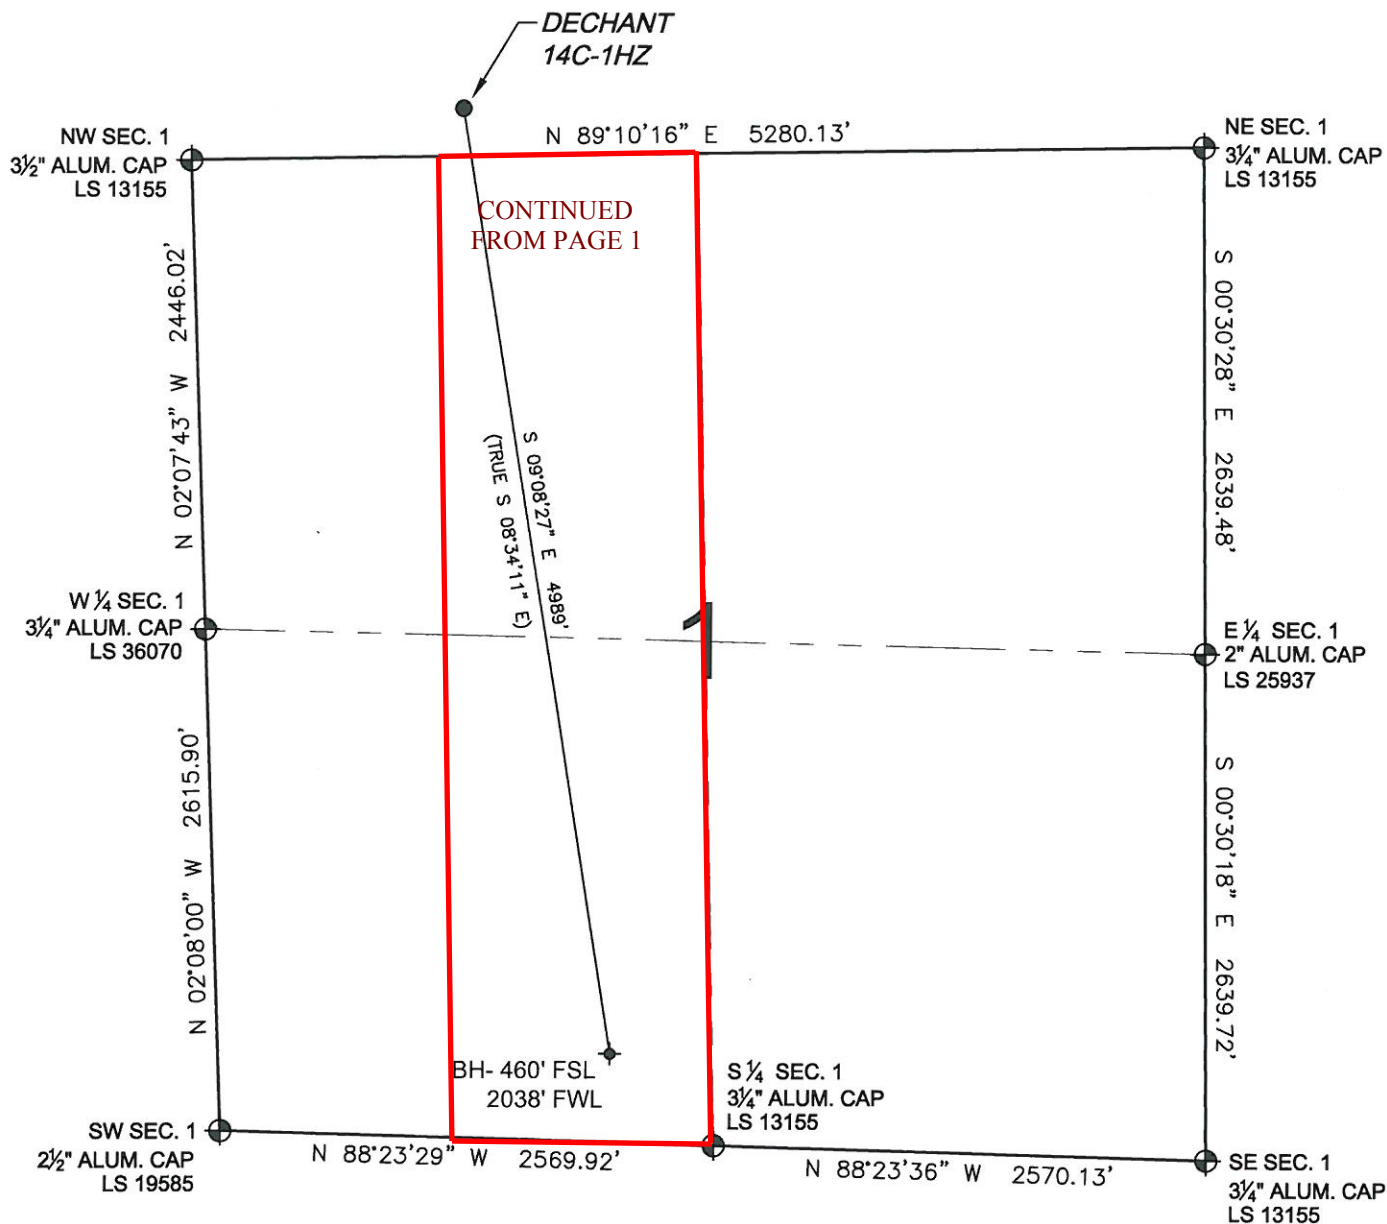 DECHANT
14C-1HZ
NW SEC. 1
3½" ALUM. CAP
LS 13155
N 89°10'16" E 5280.13'
NE SEC. 1
3¼" ALUM. CAP
LS 13155
CONTINUED
FROM PAGE 1
N 02°07'43" W 2446.02'
S 00°30'28" E 2639.48'
S 09°08'27" E 4989'
(TRUE S 08°34'11" E)
W ¼ SEC. 1
3¼" ALUM. CAP
LS 36070
1
E ¼ SEC. 1
2" ALUM. CAP
LS 25937
N 02°08'00" W 2615.90'
S 00°30'18" E 2639.72'
BH- 460' FSL
2038' FWL
S ¼ SEC. 1
3¼" ALUM. CAP
LS 13155
SW SEC. 1
2½" ALUM. CAP
LS 19585
N 88°23'29" W 2569.92'
N 88°23'36" W 2570.13'
SE SEC. 1
3¼" ALUM. CAP
LS 13155